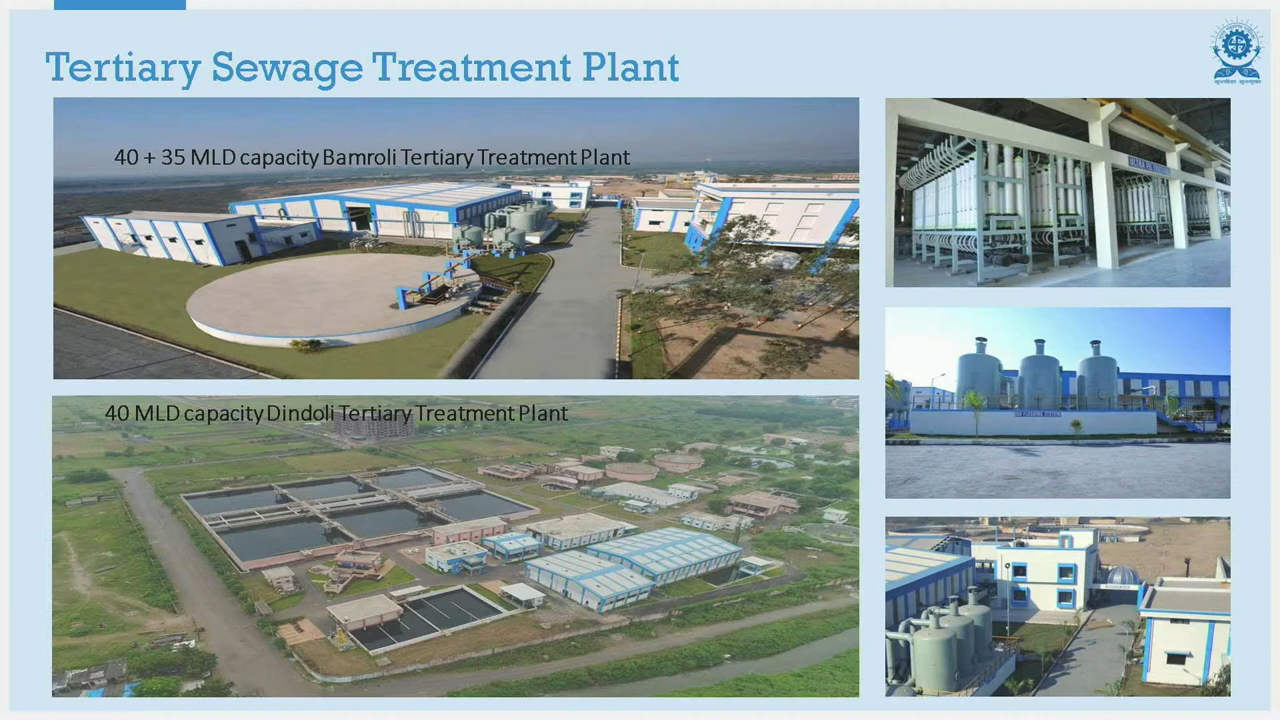 Tertiary Sewage Treatment Plant
40 + 35 MLD capacity Bamroli Tertiary Treatment Plant
40 MLD capacity Dindoli Tertiary Treatment Plant